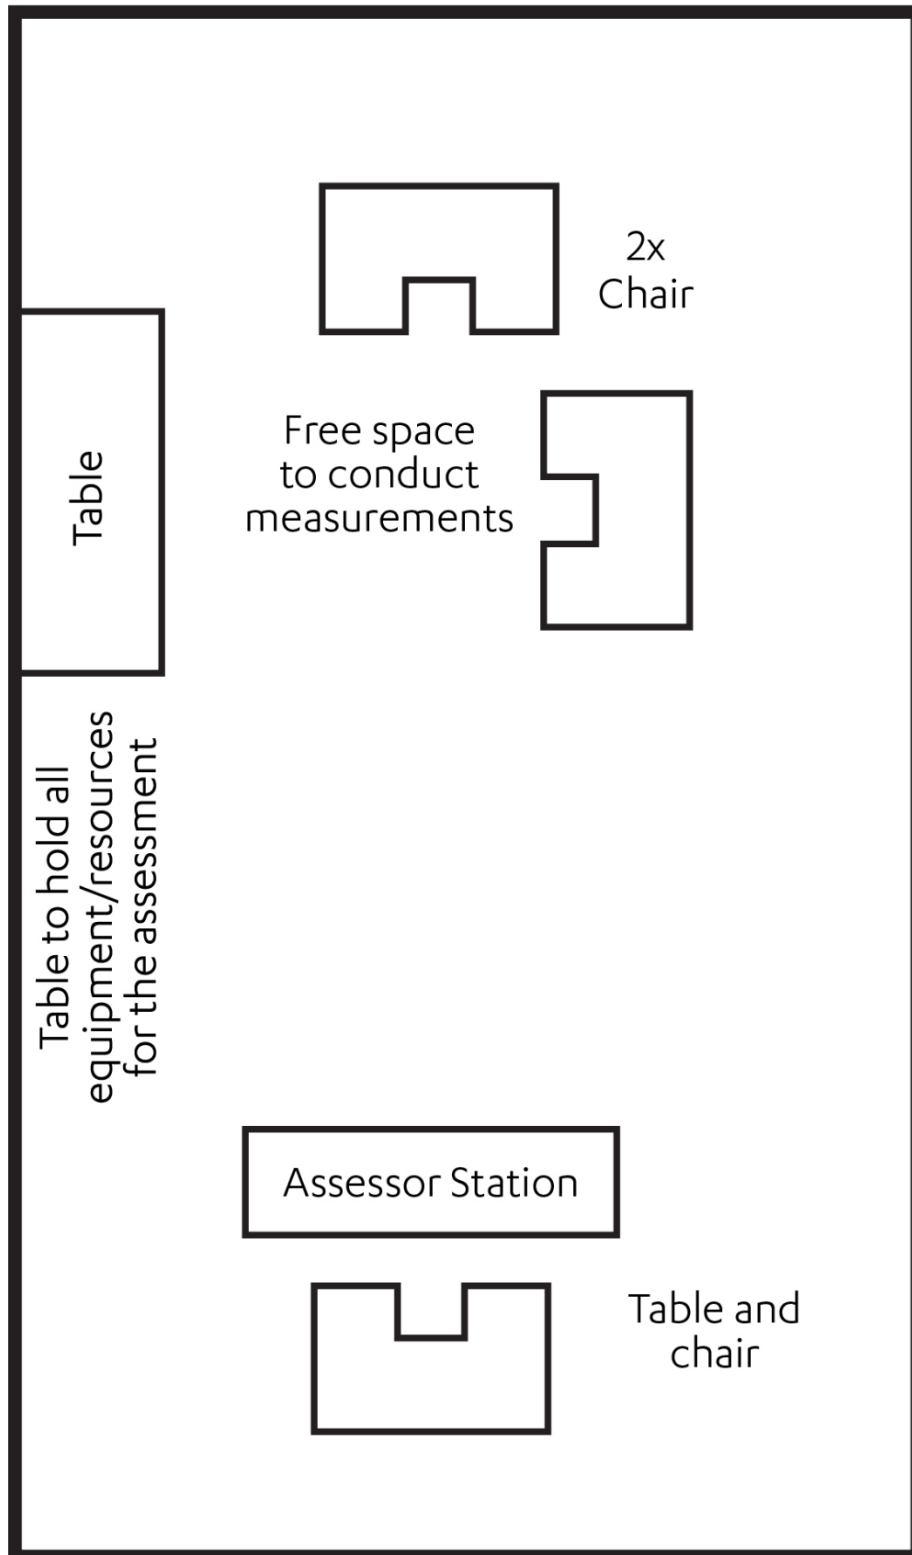 2x
Chair
Free space
to conduct
measurements
Table
Table to hold all
equipment/resources
for the assessment
Assessor Station
Table and
chair